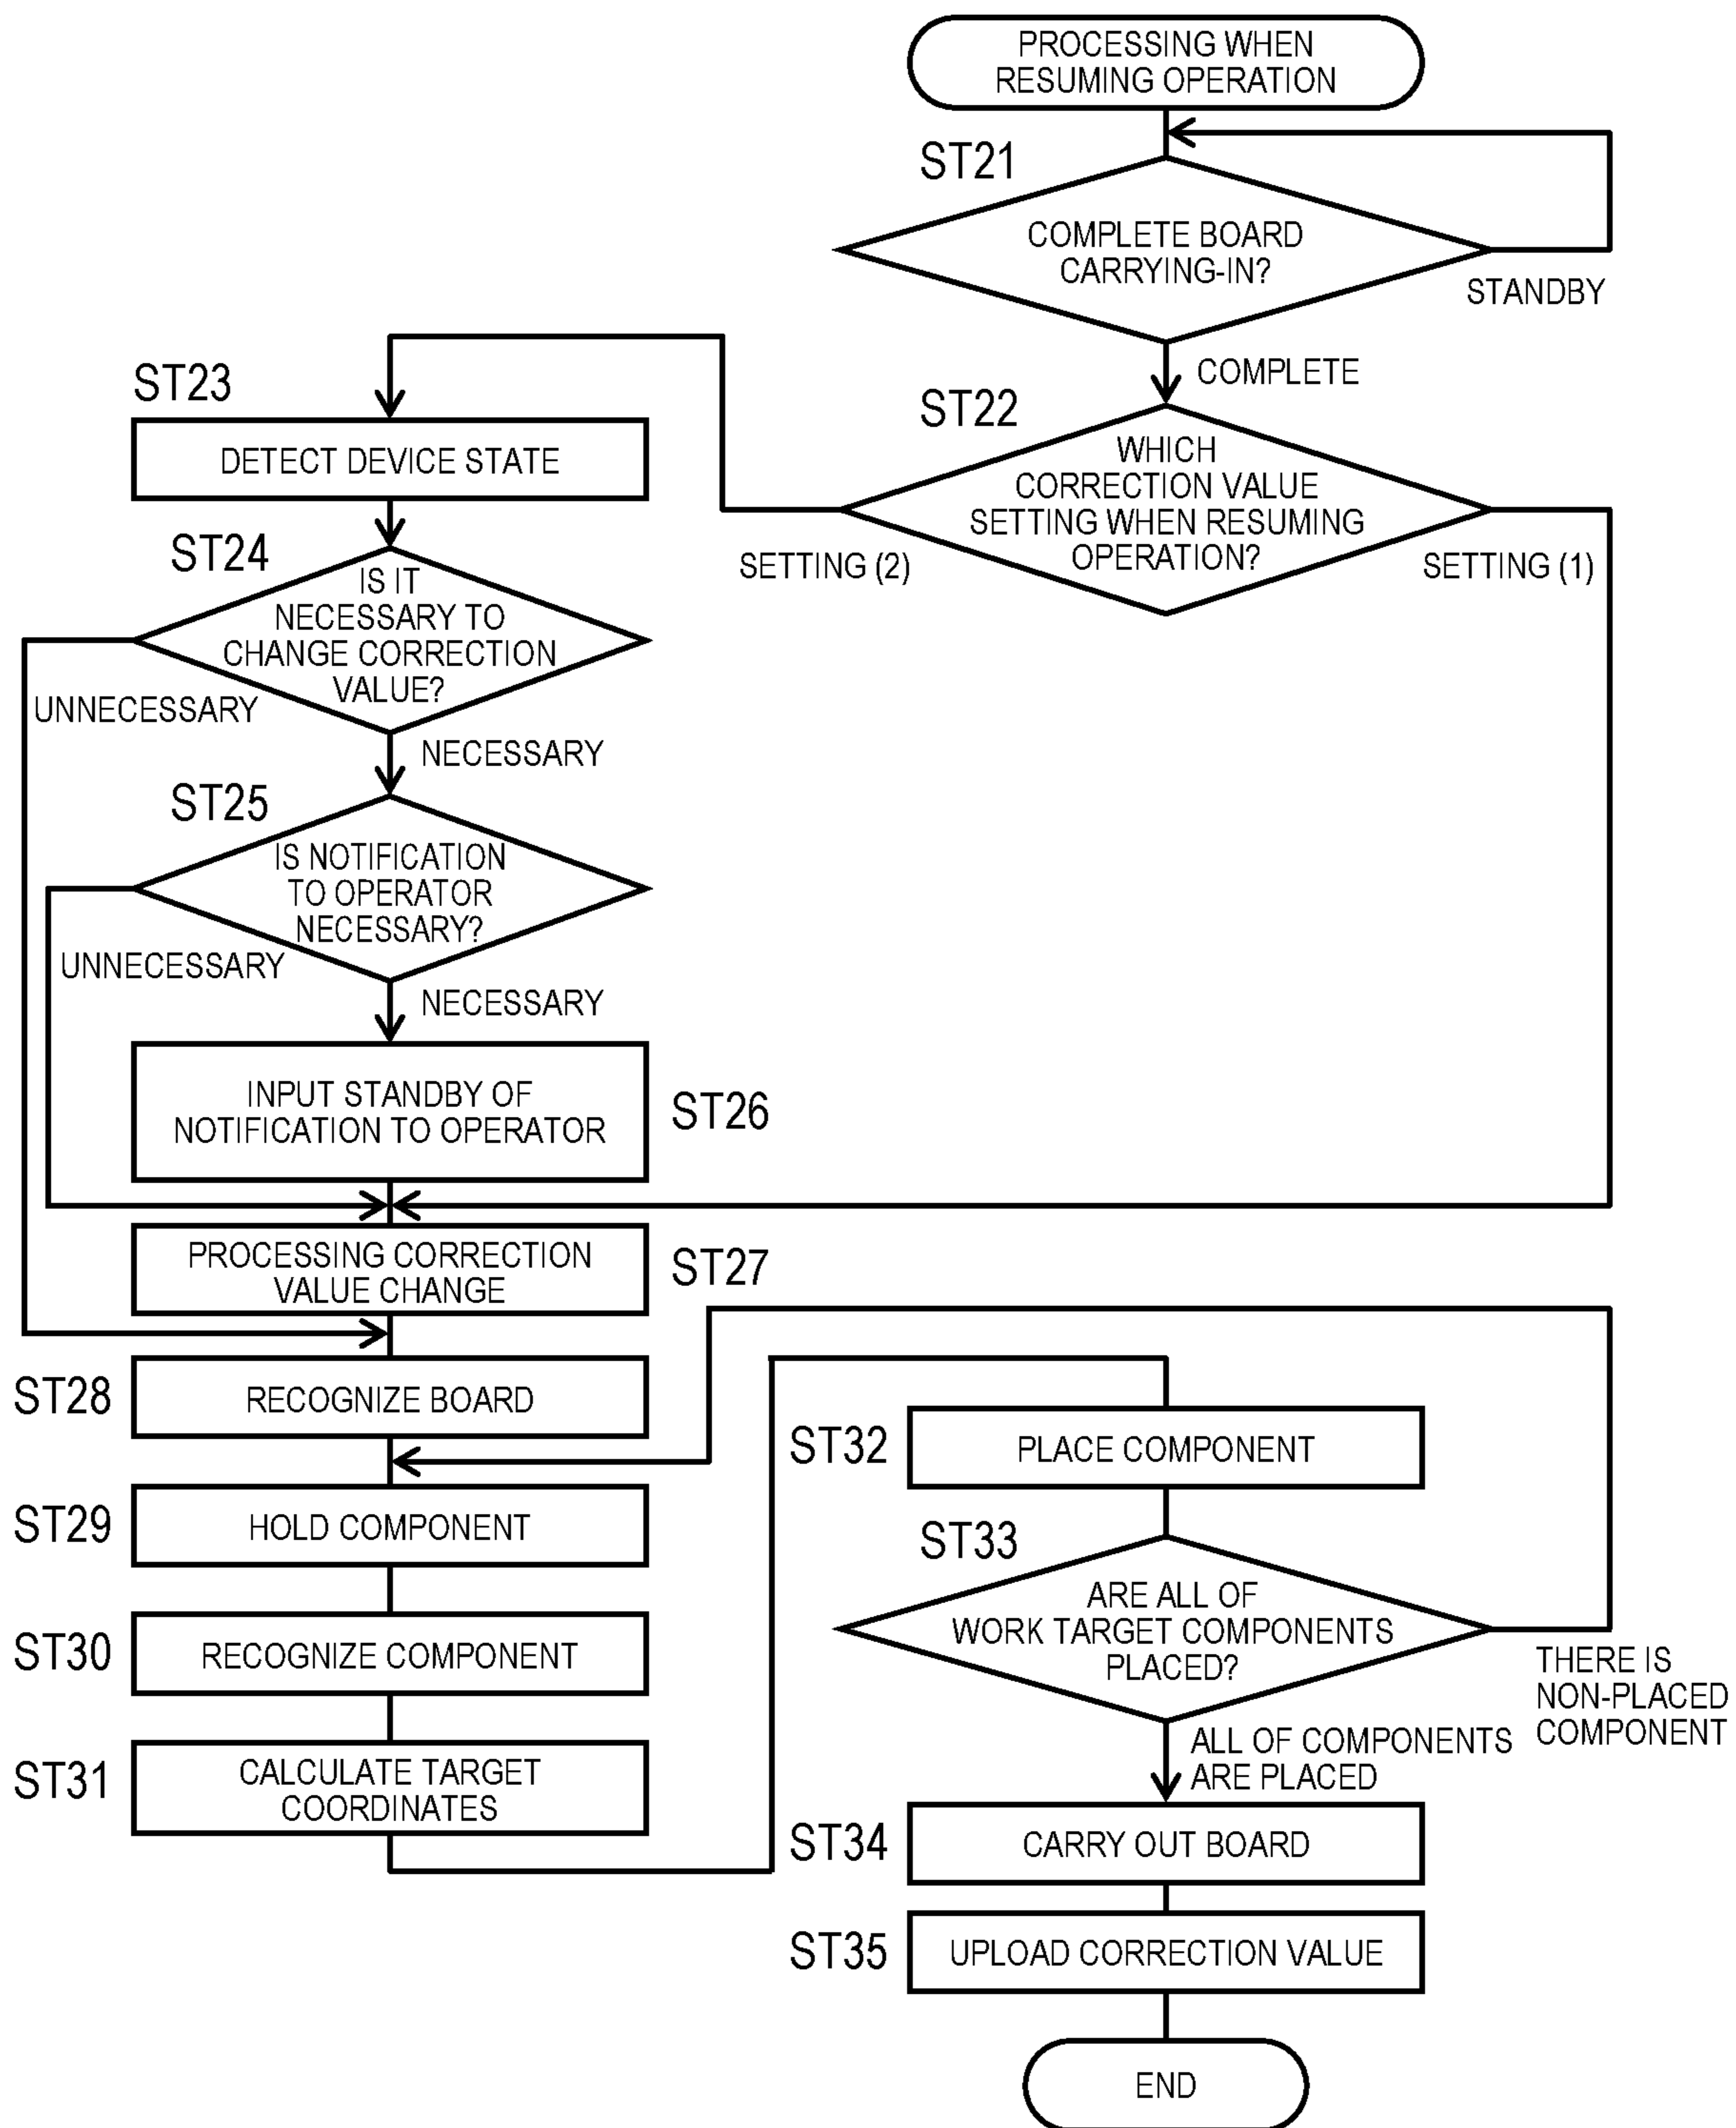 PROCESSING WHEN
RESUMING OPERATION
ST21
COMPLETE BOARD
CARRYING-IN?
STANDBY
COMPLETE
ST22
WHICH
CORRECTION VALUE
SETTING WHEN RESUMING
OPERATION?
SETTING (2)
SETTING (1)
ST23
DETECT DEVICE STATE
ST24
IS IT
NECESSARY TO
CHANGE CORRECTION
VALUE?
UNNECESSARY
NECESSARY
ST25
IS NOTIFICATION
TO OPERATOR
NECESSARY?
UNNECESSARY
NECESSARY
INPUT STANDBY OF
NOTIFICATION TO OPERATOR
ST26
PROCESSING CORRECTION
VALUE CHANGE
ST27
ST28
RECOGNIZE BOARD
ST29
HOLD COMPONENT
ST30
RECOGNIZE COMPONENT
ST31
CALCULATE TARGET
COORDINATES
ST32
PLACE COMPONENT
ST33
ARE ALL OF
WORK TARGET COMPONENTS
PLACED?
THERE IS
NON-PLACED
COMPONENT
ALL OF COMPONENTS
ARE PLACED
ST34
CARRY OUT BOARD
ST35
UPLOAD CORRECTION VALUE
END